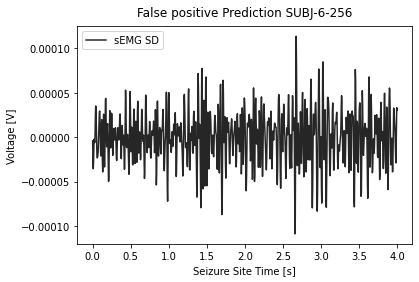 False positive Prediction SUBJ-6-256
sEMG SD
0.00010
0.00005
0.00000
−0.00005
−0.00010
Voltage [V]
0.0 0.5 1.0 1.5 2.0 2.5 3.0 3.5 4.0
Seizure Site Time [s]